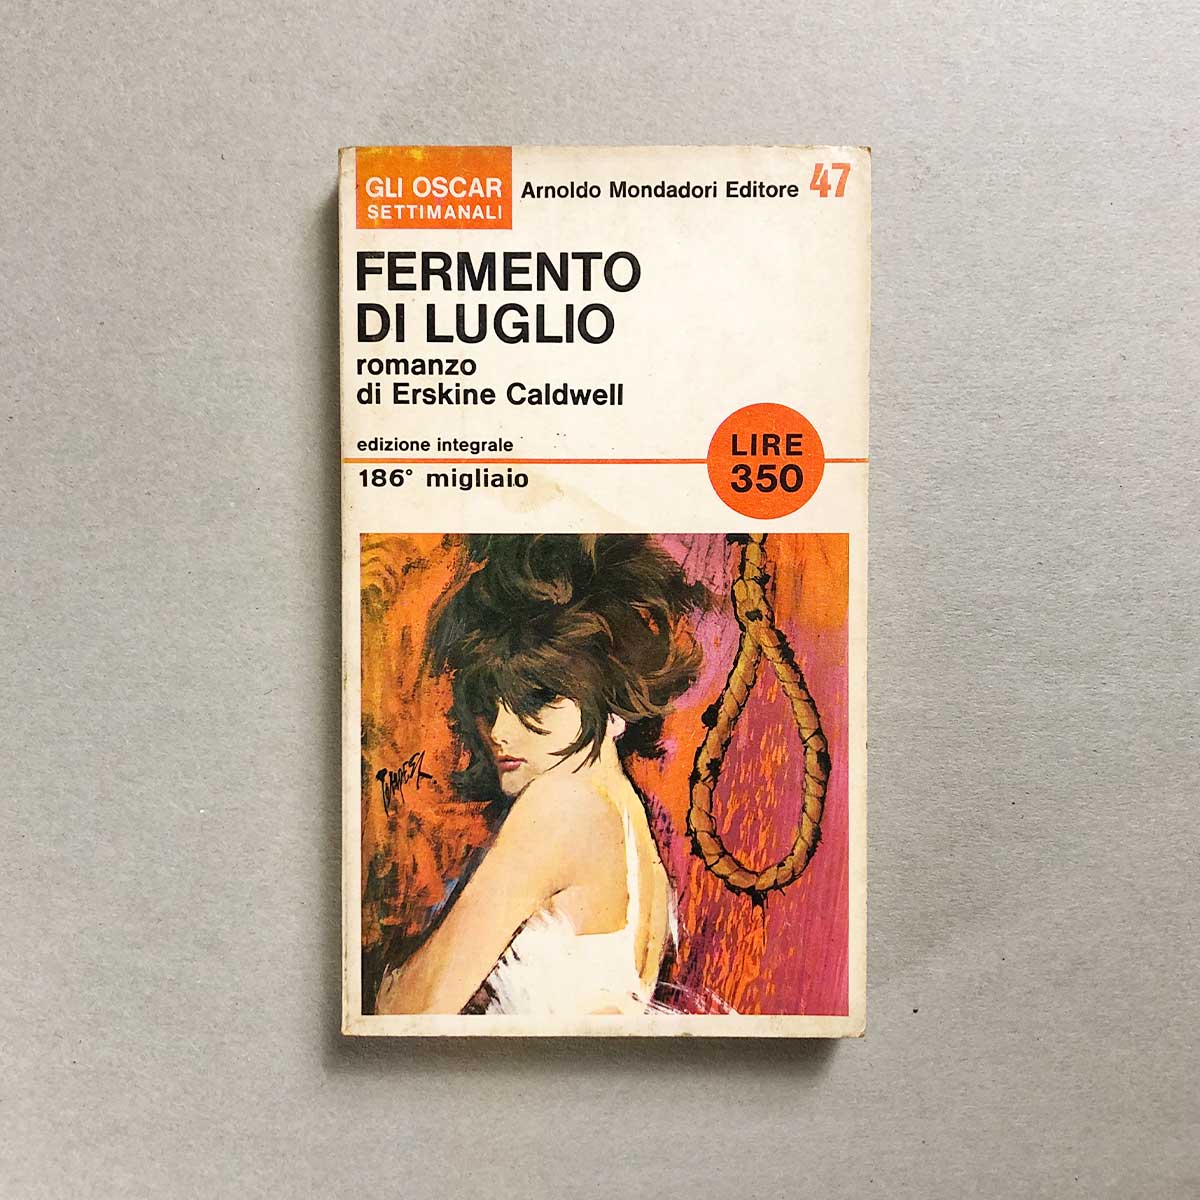 GLI OSCAR
SETTIMANALI
Arnoldo Mondadori Editore 47
FERMENTO
DI LUGLIO
romanzo
di Erskine Caldwell
edizione integrale
186° migliaio
LIRE
350